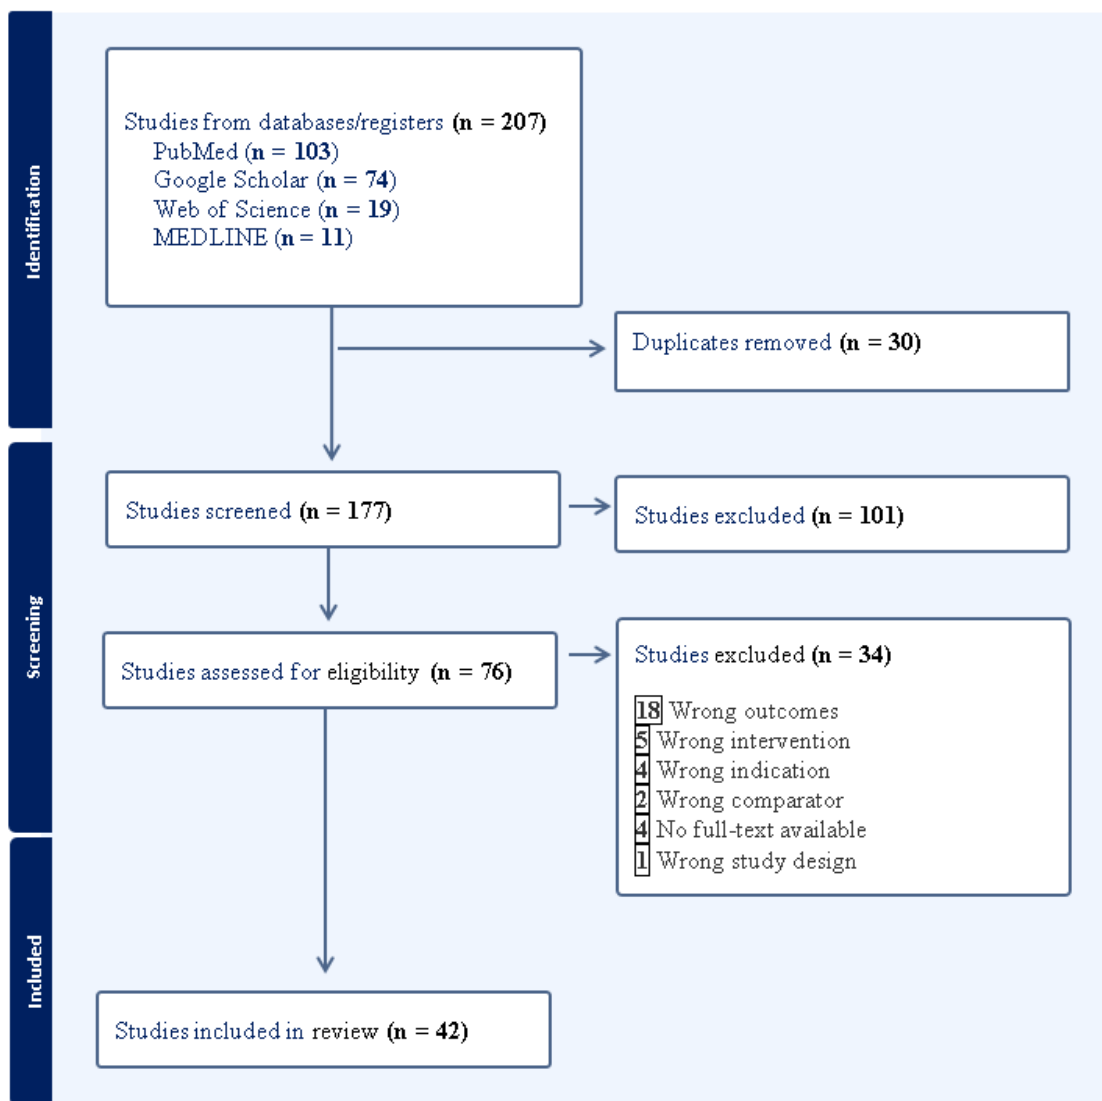 Identification
Studies from databases/registers (n = 207)
PubMed (n = 103)
Google Scholar (n = 74)
Web of Science (n = 19)
MEDLINE (n = 11)
Duplicates removed (n = 30)
Screening
Studies screened (n = 177)
Studies excluded (n = 101)
Studies assessed for eligibility (n = 76)
Studies excluded (n = 34)
18 Wrong outcomes
5 Wrong intervention
4 Wrong indication
2 Wrong comparator
4 No full-text available
1 Wrong study design
Included
Studies included in review (n = 42)